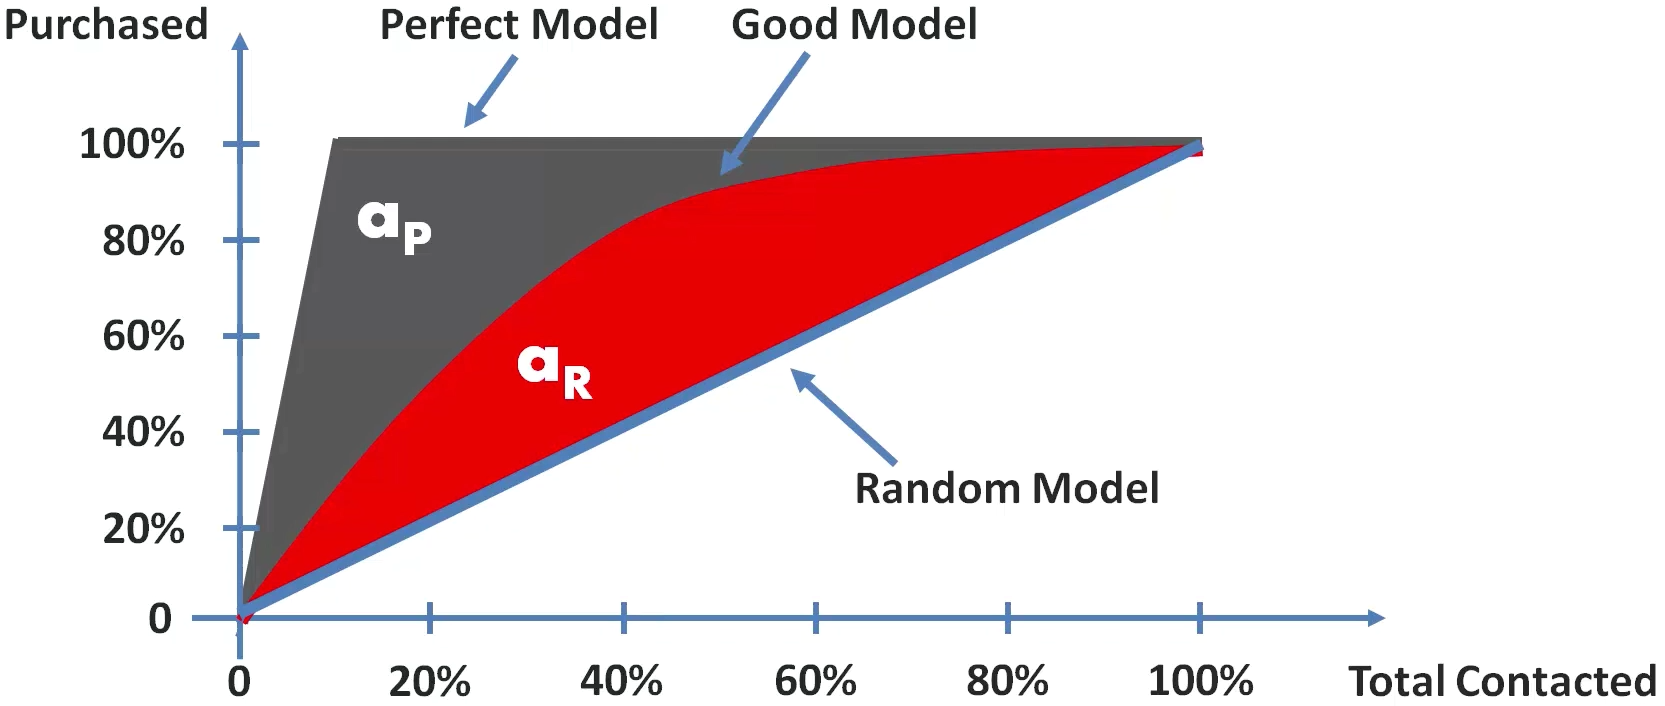 Purchased
Perfect Model
Good Model
100%
80%
60%
40%
20%
0
aP
aR
Random Model
0
20%
40%
60%
80%
100%
Total Contacted